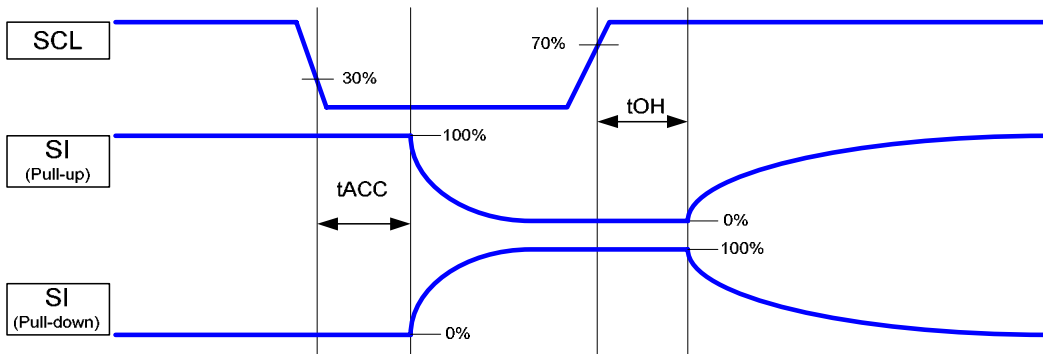 SCL
30%
70%
tOH
SI
(Pull-up)
100%
tACC
0%
100%
SI
(Pull-down)
0%